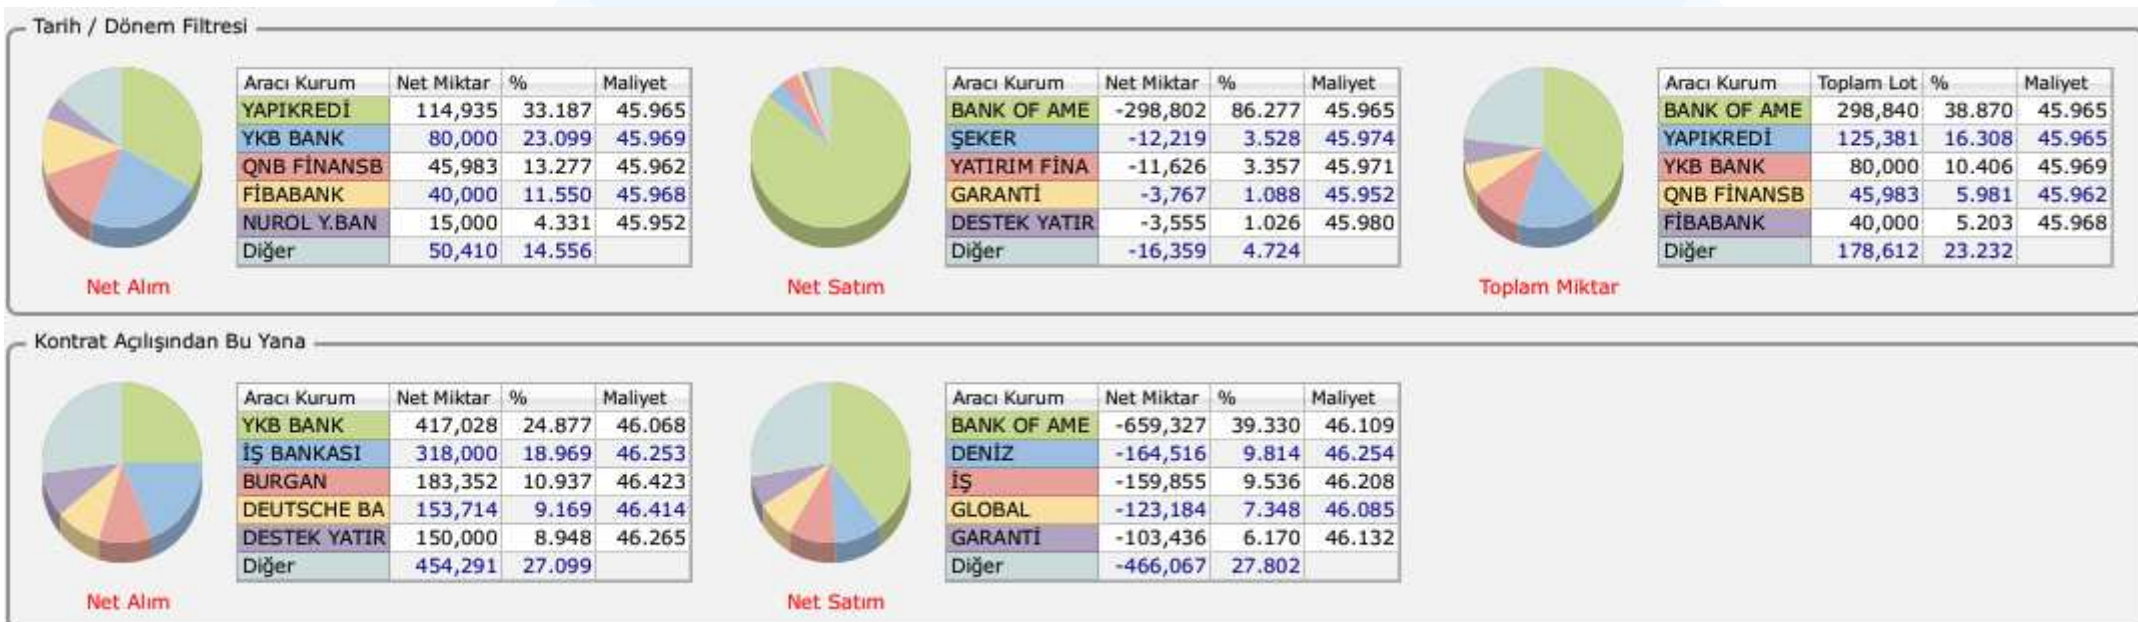 Tarih / Dönem Filtresi
Aracı Kurum Net Miktar % Maliyet
YAPIKREDİ 114,935 33.187 45.965
YKB BANK 80,000 23.099 45.969
QNB FİNANSB 45,983 13.277 45.962
FİBABANK 40,000 11.550 45.968
NUROL Y.BAN 15,000 4.331 45.952
Diğer 50,410 14.556
Net Alım
Aracı Kurum Net Miktar % Maliyet
BANK OF AME -298,802 86.277 45.965
ŞEKER -12,219 3.528 45.974
YATIRIM FİNA -11,626 3.357 45.971
GARANTİ -3,767 1.088 45.952
DESTEK YATIR -3,555 1.026 45.980
Diğer -16,359 4.724
Net Satım
Aracı Kurum Toplam Lot % Maliyet
BANK OF AME 298,840 38.870 45.965
YAPIKREDİ 125,381 16.308 45.965
YKB BANK 80,000 10.406 45.969
QNB FİNANSB 45,983 5.981 45.962
FİBABANK 40,000 5.203 45.968
Diğer 178,612 23.232
Toplam Miktar
Kontrat Açılışından Bu Yana
Aracı Kurum Net Miktar % Maliyet
YKB BANK 417,028 24.877 46.068
İŞ BANKASI 318,000 18.969 46.253
BURGAN 183,352 10.937 46.423
DEUTSCHE BA 153,714 9.169 46.414
DESTEK YATIR 150,000 8.948 46.265
Diğer 454,291 27.099
Net Alım
Aracı Kurum Net Miktar % Maliyet
BANK OF AME -659,327 39.330 46.109
DENİZ -164,516 9.814 46.254
İŞ -159,855 9.536 46.208
GLOBAL -123,184 7.348 46.085
GARANTİ -103,436 6.170 46.132
Diğer -466,067 27.802
Net Satım